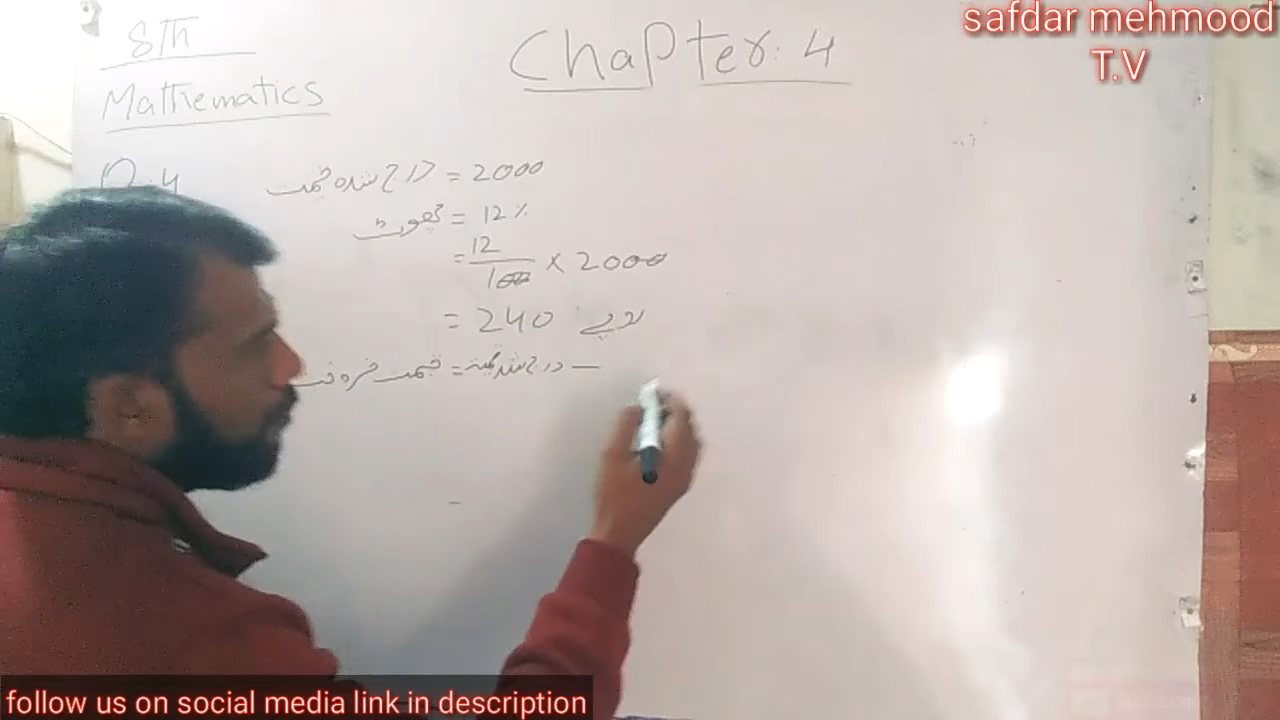 safdar mehmood
T.V
8Th
Mathematics
Chapter: 4
Q. 4
درج شدہ قیمت = 2000
چھوٹ = 12 %
= 12/100 × 2000
= 240 روپے
قیمت فروخت = درج شدہ قیمت −
follow us on social media link in description